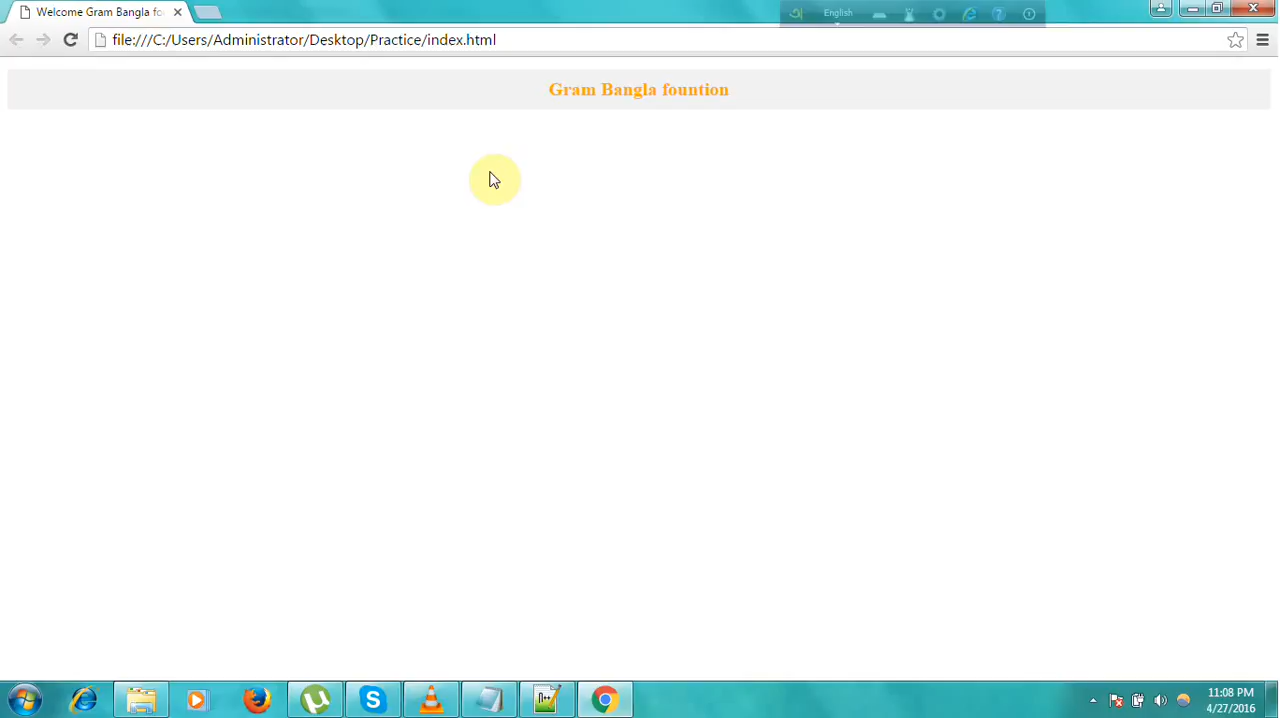 Welcome Gram Bangla fo
English
file:///C:/Users/Administrator/Desktop/Practice/index.html
Gram Bangla fountion
11:08 PM
4/27/2016